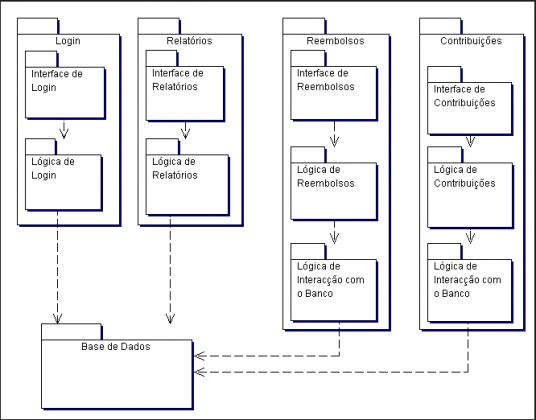 Login
Interface de
Login
Lógica de
Login
Relatórios
Interface de
Relatórios
Lógica de
Relatórios
Reembolsos
Interface de
Reembolsos
Lógica de
Reembolsos
Lógica de
Interacção com
o Banco
Contribuições
Interface de
Contribuições
Lógica de
Contribuições
Lógica de
Interacção com
o Banco
Base de Dados